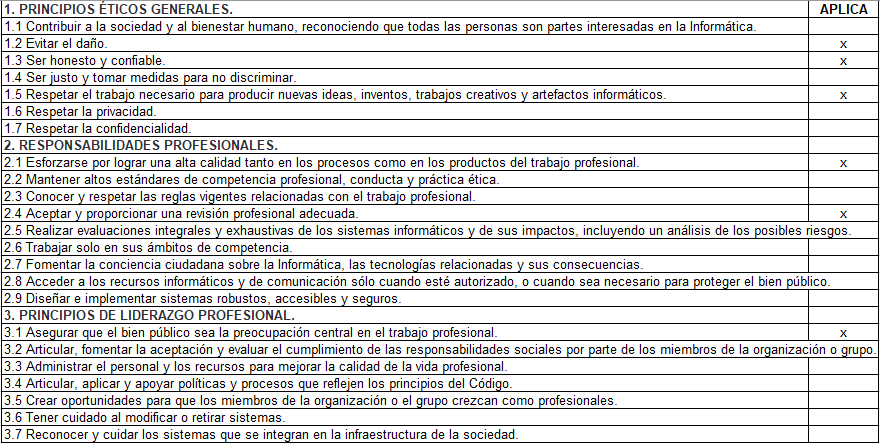 1. PRINCIPIOS ÉTICOS GENERALES. APLICA
1.1 Contribuir a la sociedad y al bienestar humano, reconociendo que todas las personas son partes interesadas en la Informática.
1.2 Evitar el daño. x
1.3 Ser honesto y confiable. x
1.4 Ser justo y tomar medidas para no discriminar.
1.5 Respetar el trabajo necesario para producir nuevas ideas, inventos, trabajos creativos y artefactos informáticos. x
1.6 Respetar la privacidad.
1.7 Respetar la confidencialidad.
2. RESPONSABILIDADES PROFESIONALES.
2.1 Esforzarse por lograr una alta calidad tanto en los procesos como en los productos del trabajo profesional. x
2.2 Mantener altos estándares de competencia profesional, conducta y práctica ética.
2.3 Conocer y respetar las reglas vigentes relacionadas con el trabajo profesional.
2.4 Aceptar y proporcionar una revisión profesional adecuada. x
2.5 Realizar evaluaciones integrales y exhaustivas de los sistemas informáticos y de sus impactos, incluyendo un análisis de los posibles riesgos.
2.6 Trabajar solo en sus ámbitos de competencia.
2.7 Fomentar la conciencia ciudadana sobre la Informática, las tecnologías relacionadas y sus consecuencias.
2.8 Acceder a los recursos informáticos y de comunicación sólo cuando esté autorizado, o cuando sea necesario para proteger el bien público.
2.9 Diseñar e implementar sistemas robustos, accesibles y seguros.
3. PRINCIPIOS DE LIDERAZGO PROFESIONAL.
3.1 Asegurar que el bien público sea la preocupación central en el trabajo profesional. x
3.2 Articular, fomentar la aceptación y evaluar el cumplimiento de las responsabilidades sociales por parte de los miembros de la organización o grupo.
3.3 Administrar el personal y los recursos para mejorar la calidad de la vida profesional.
3.4 Articular, aplicar y apoyar políticas y procesos que reflejen los principios del Código.
3.5 Crear oportunidades para que los miembros de la organización o el grupo crezcan como profesionales.
3.6 Tener cuidado al modificar o retirar sistemas.
3.7 Reconocer y cuidar los sistemas que se integran en la infraestructura de la sociedad.